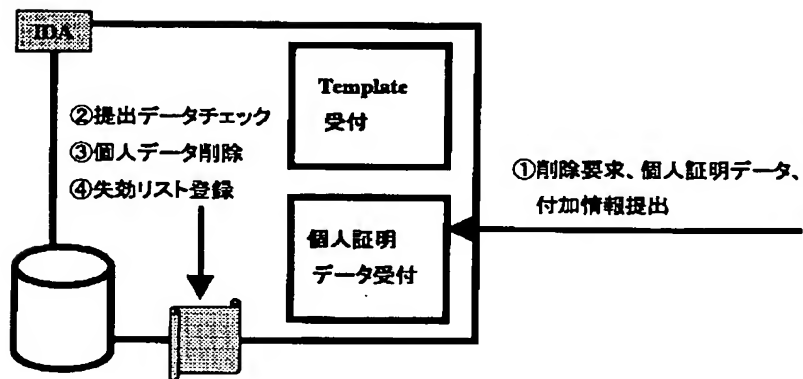 IDA
Template
受付
②提出データチェック
③個人データ削除
④失効リスト登録
①削除要求、個人証明データ、
付加情報提出
個人証明
データ受付